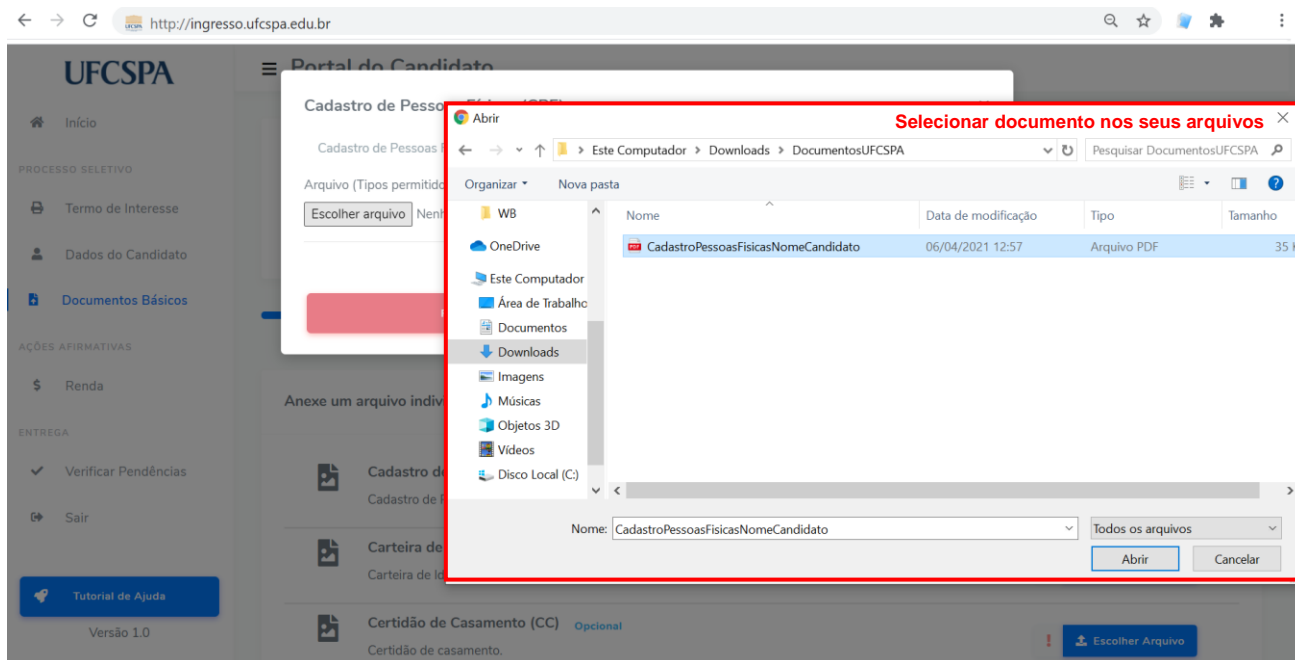 http://ingresso.ufcspa.edu.br
UFCSPA
Portal do Candidato
Início
PROCESSO SELETIVO
Termo de Interesse
Dados do Candidato
Documentos Básicos
AÇÕES AFIRMATIVAS
Renda
ENTREGA
Verificar Pendências
Sair
Tutorial de Ajuda
Versão 1.0
Cadastro de
Cadastro de Pessoas
Arquivo (Tipos
Escolher arquivo
Abrir
Selecionar documento nos seus arquivos
Este Computador > Downloads > DocumentosUFCSPA
Pesquisar DocumentosUFCSPA
Organizar
Nova pasta
WB
OneDrive
Este Computador
Área de Trabalho
Documentos
Downloads
Imagens
Músicas
Objetos 3D
Vídeos
Disco Local (C:)
Nome Data de modificação Tipo Tamanho
CadastroPessoasFisicasNomeCandidato 06/04/2021 12:57 Arquivo PDF 35
Nome: CadastroPessoasFisicasNomeCandidato
Todos os arquivos
Abrir
Cancelar
Anexe um arquivo
Cadastro
Cadastro de
Carteira de
Carteira de
Certidão de Casamento (CC) Opcional
Certidão de casamento.
! Escolher Arquivo